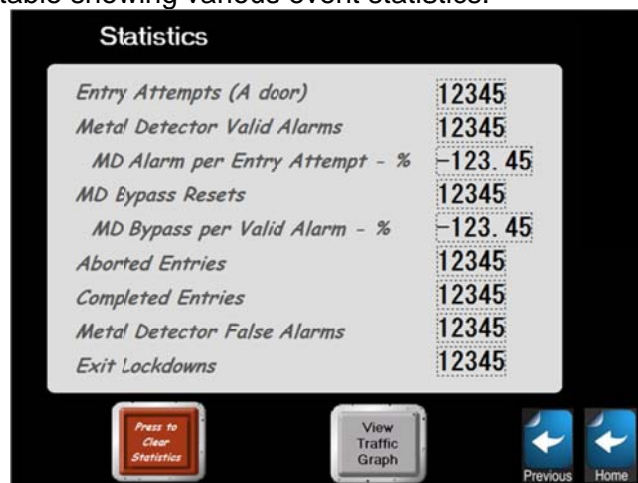 table showing various event statistics.
Statistics
Entry Attempts (A door) 12345
Metal Detector Valid Alarms 12345
MD Alarm per Entry Attempt - % -123.45
MD Bypass Resets 12345
MD Bypass per Valid Alarm - % -123.45
Aborted Entries 12345
Completed Entries 12345
Metal Detector False Alarms 12345
Exit Lockdowns 12345
Press to
Clear
Statistics
View
Traffic
Graph
Previous
Home